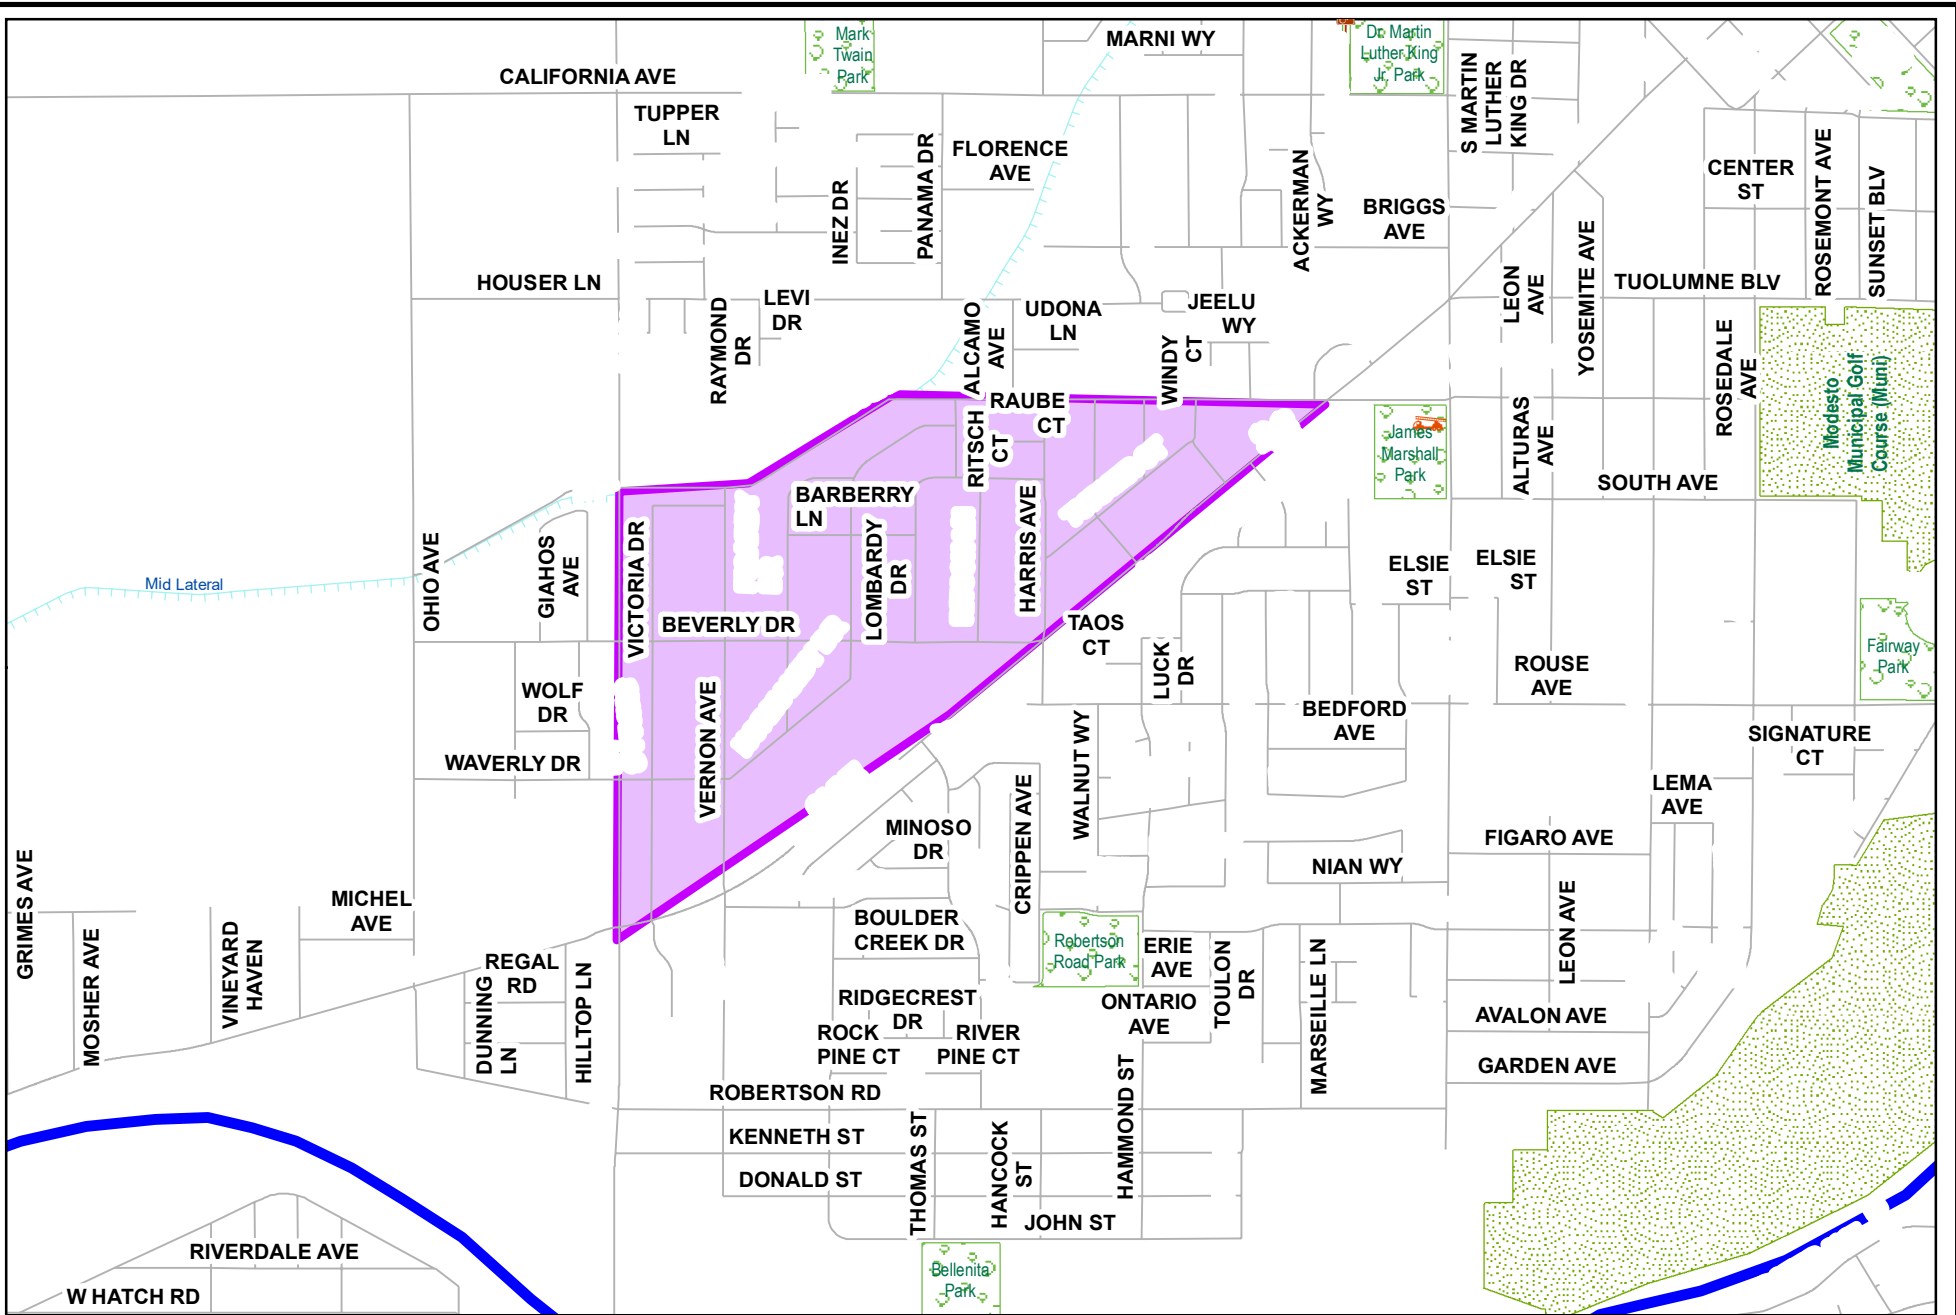 MARNI WY
Mark
Twain
Park
Dr. Martin
Luther King
Jr. Park
CALIFORNIA AVE
S MARTIN
LUTHER
KING DR
TUPPER
LN
FLORENCE
AVE
PANAMA DR
INEZ DR
ACKERMAN
WY
BRIGGS
AVE
CENTER
ST
ROSEMONT AVE
SUNSET BLV
HOUSER LN
LEVI
DR
RAYMOND
DR
ALCAMO
AVE
UDONA
LN
JEELU
WY
WINDY
CT
LEON
AVE
YOSEMITE AVE
TUOLUMNE BLV
ROSEDALE
AVE
Modesto
Municipal Golf
Course (Muni)
RAUBE
CT
RITSCH
CT
James
Marshall
Park
ALTURAS
AVE
SOUTH AVE
BARBERRY
LN
LOMBARDY
DR
HARRIS AVE
VICTORIA DR
OHIO AVE
GIAHOS
AVE
Mid Lateral
ELSIE
ST
ELSIE
ST
BEVERLY DR
TAOS
CT
LUCK
DR
ROUSE
AVE
Fairway
Park
WOLF
DR
VERNON AVE
WALNUT WY
BEDFORD
AVE
SIGNATURE
CT
WAVERLY DR
LEMA
AVE
MINOSO
DR
CRIPPEN AVE
FIGARO AVE
NIAN WY
GRIMES AVE
MICHEL
AVE
MOSHER AVE
VINEYARD
HAVEN
BOULDER
CREEK DR
Robertson
Road Park
ERIE
AVE
TOULON
DR
MARSEILLE LN
LEON AVE
REGAL
RD
DUNNING
LN
HILLTOP LN
RIDGECREST
DR
ONTARIO
AVE
AVALON AVE
ROCK
PINE CT
RIVER
PINE CT
GARDEN AVE
ROBERTSON RD
HAMMOND ST
KENNETH ST
THOMAS ST
HANCOCK
ST
DONALD ST
JOHN ST
RIVERDALE AVE
Bellenita
Park
W HATCH RD